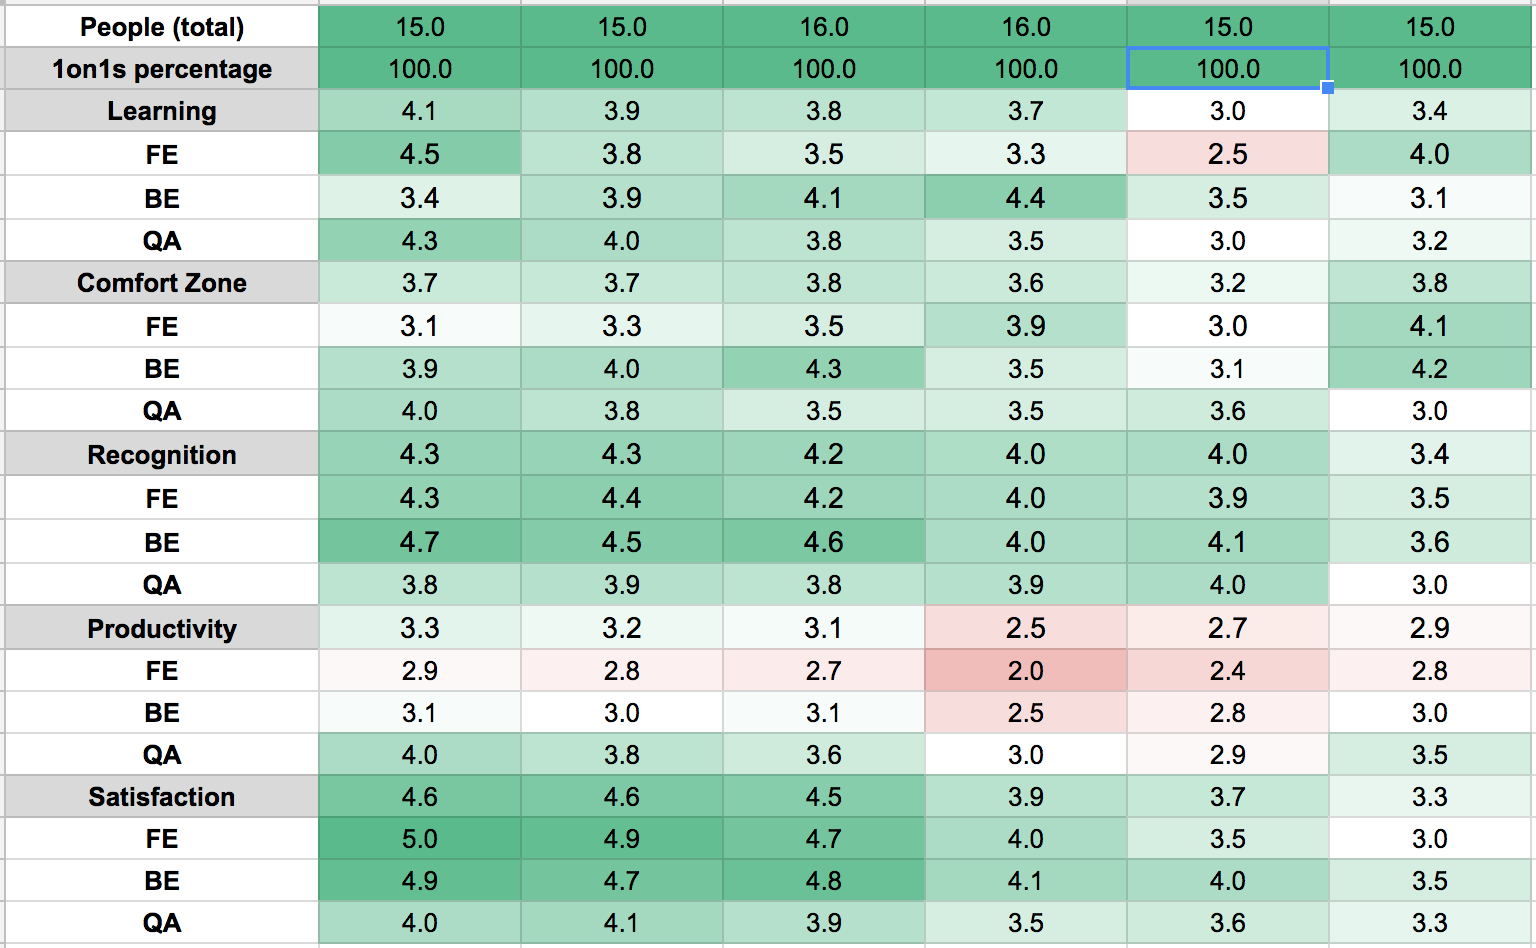 People (total) 15.0 15.0 16.0 16.0 15.0 15.0
1on1s percentage 100.0 100.0 100.0 100.0 100.0 100.0
Learning 4.1 3.9 3.8 3.7 3.0 3.4
FE 4.5 3.8 3.5 3.3 2.5 4.0
BE 3.4 3.9 4.1 4.4 3.5 3.1
QA 4.3 4.0 3.8 3.5 3.0 3.2
Comfort Zone 3.7 3.7 3.8 3.6 3.2 3.8
FE 3.1 3.3 3.5 3.9 3.0 4.1
BE 3.9 4.0 4.3 3.5 3.1 4.2
QA 4.0 3.8 3.5 3.5 3.6 3.0
Recognition 4.3 4.3 4.2 4.0 4.0 3.4
FE 4.3 4.4 4.2 4.0 3.9 3.5
BE 4.7 4.5 4.6 4.0 4.1 3.6
QA 3.8 3.9 3.8 3.9 4.0 3.0
Productivity 3.3 3.2 3.1 2.5 2.7 2.9
FE 2.9 2.8 2.7 2.0 2.4 2.8
BE 3.1 3.0 3.1 2.5 2.8 3.0
QA 4.0 3.8 3.6 3.0 2.9 3.5
Satisfaction 4.6 4.6 4.5 3.9 3.7 3.3
FE 5.0 4.9 4.7 4.0 3.5 3.0
BE 4.9 4.7 4.8 4.1 4.0 3.5
QA 4.0 4.1 3.9 3.5 3.6 3.3